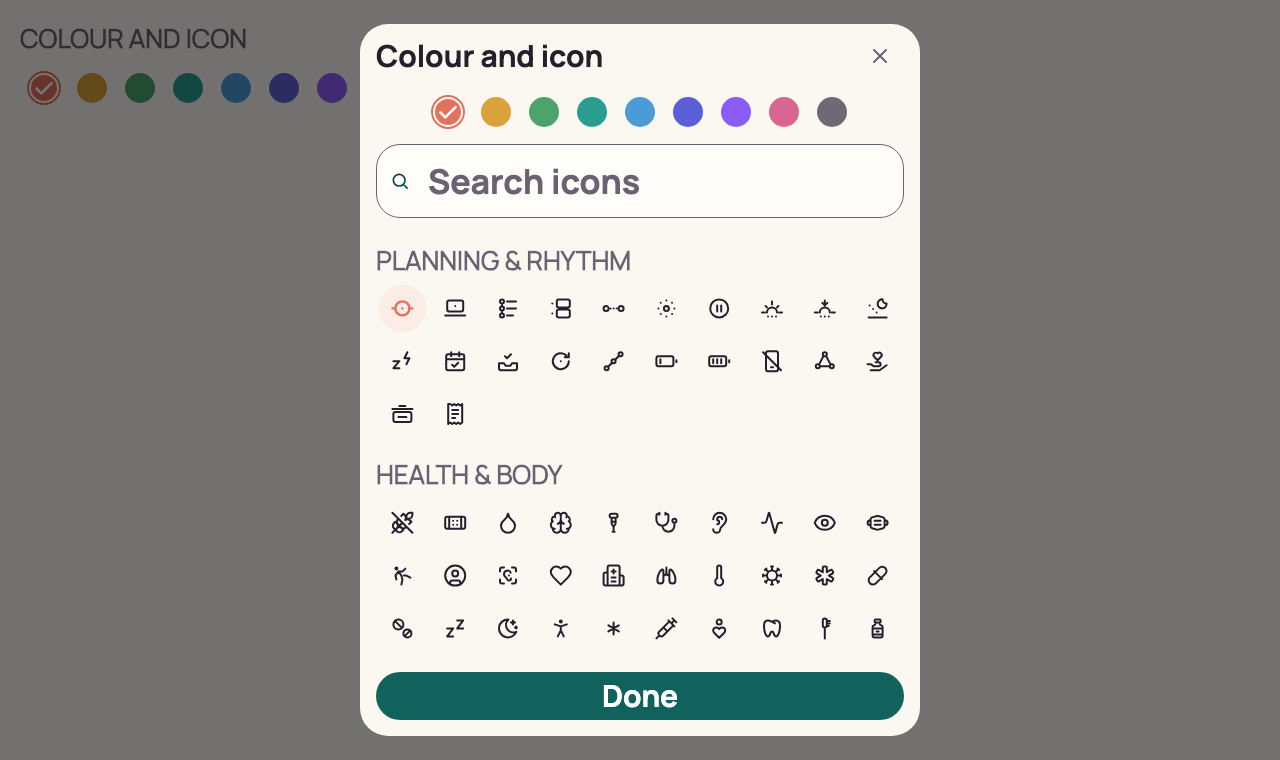 COLOUR AND ICON
Colour and icon
Search icons
PLANNING & RHYTHM
HEALTH & BODY
Done